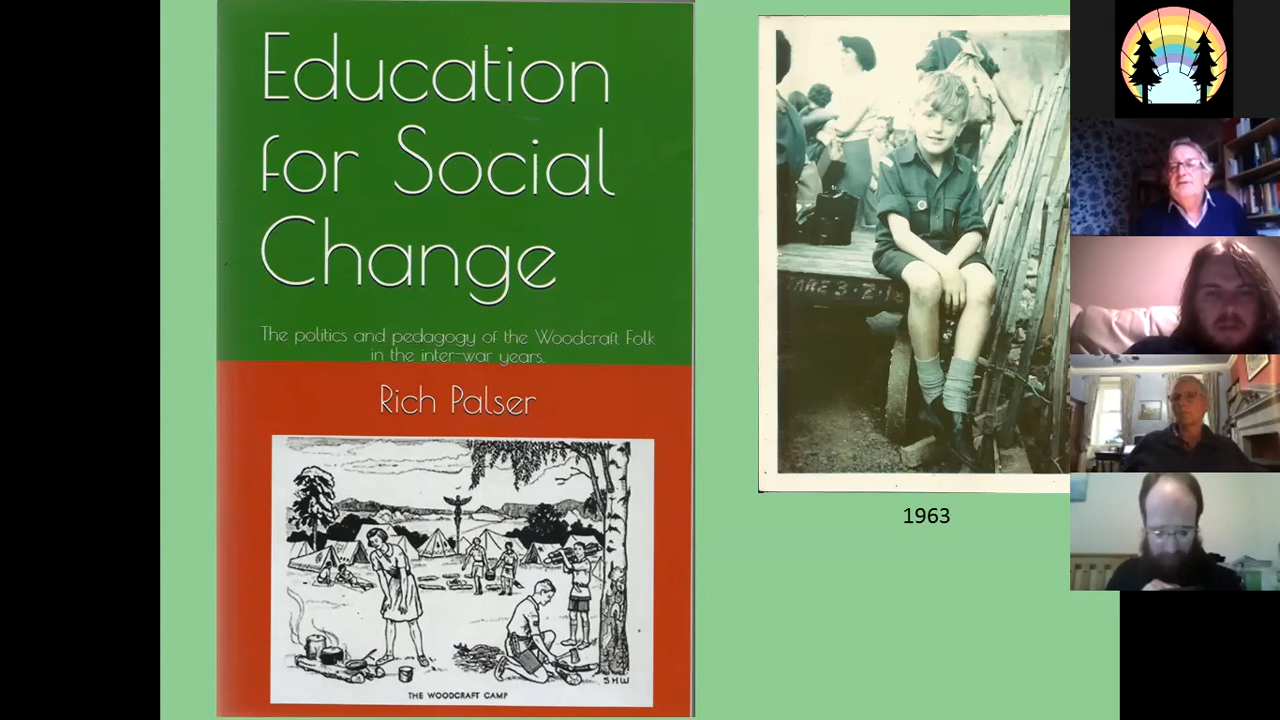 Education
for Social
Change
The politics and pedagogy of the Woodcraft Folk
in the inter-war years.
Rich Palser
THE WOODCRAFT CAMP
SHW
1963